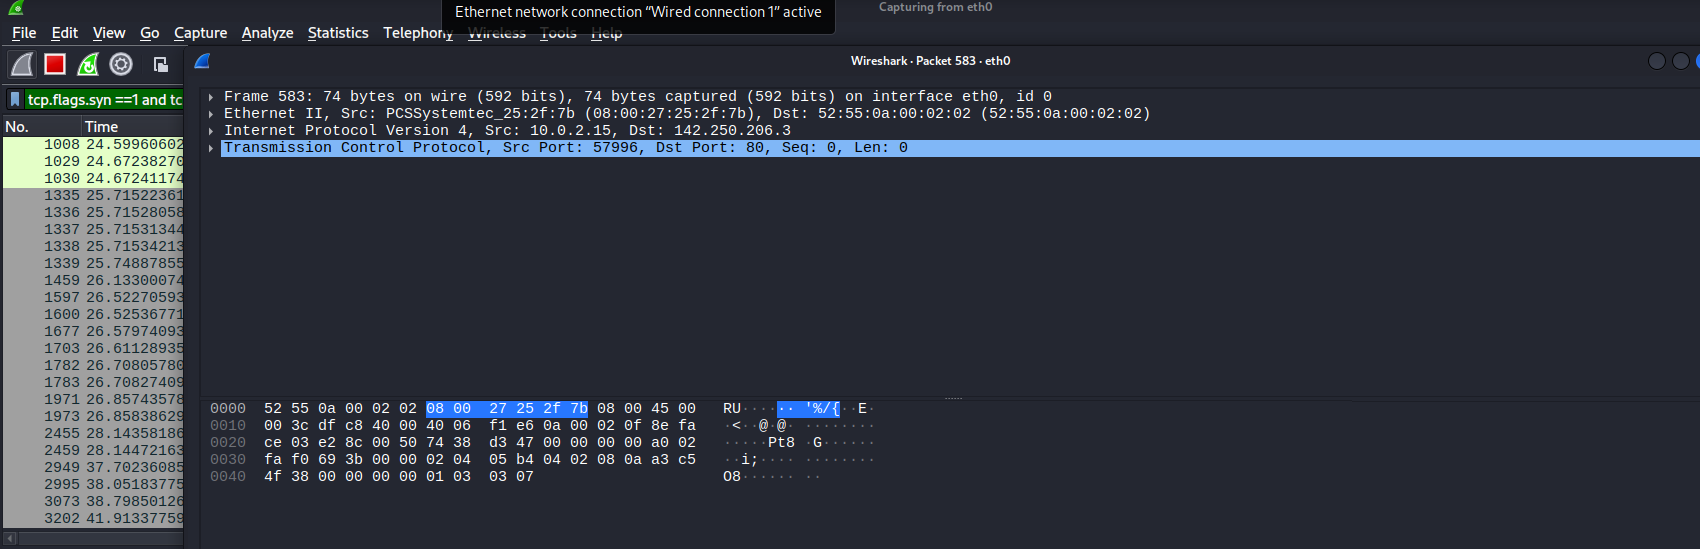 Ethernet network connection “Wired connection 1” active
Capturing from eth0
File Edit View Go Capture Analyze Statistics Telephony Wireless Tools Help
Wireshark · Packet 583 · eth0
tcp.flags.syn ==1 and tc
No. Time
1008 24.59960602
1029 24.67238270
1030 24.67241174
1335 25.71522361
1336 25.71528058
1337 25.71531344
1338 25.71534213
1339 25.74887855
1459 26.13300074
1597 26.52270593
1600 26.52536771
1677 26.57974093
1703 26.61128935
1782 26.70805780
1783 26.70827409
1971 26.85743578
1973 26.85838629
2455 28.14358186
2459 28.14472163
2949 37.70236085
2995 38.05183775
3073 38.79850126
3202 41.91337759
Frame 583: 74 bytes on wire (592 bits), 74 bytes captured (592 bits) on interface eth0, id 0
Ethernet II, Src: PCSSystemtec_25:2f:7b (08:00:27:25:2f:7b), Dst: 52:55:0a:00:02:02 (52:55:0a:00:02:02)
Internet Protocol Version 4, Src: 10.0.2.15, Dst: 142.250.206.3
Transmission Control Protocol, Src Port: 57996, Dst Port: 80, Seq: 0, Len: 0
0000 52 55 0a 00 02 02 08 00 27 25 2f 7b 08 00 45 00 RU······ '%/{··E·
0010 00 3c df c8 40 00 40 06 f1 e6 0a 00 02 0f 8e fa ·<··@·@· ········
0020 ce 03 e2 8c 00 50 74 38 d3 47 00 00 00 00 a0 02 ·····Pt8 ·G······
0030 fa f0 69 3b 00 00 02 04 05 b4 04 02 08 0a a3 c5 ··i;···· ········
0040 4f 38 00 00 00 00 01 03 03 07 O8······ ··